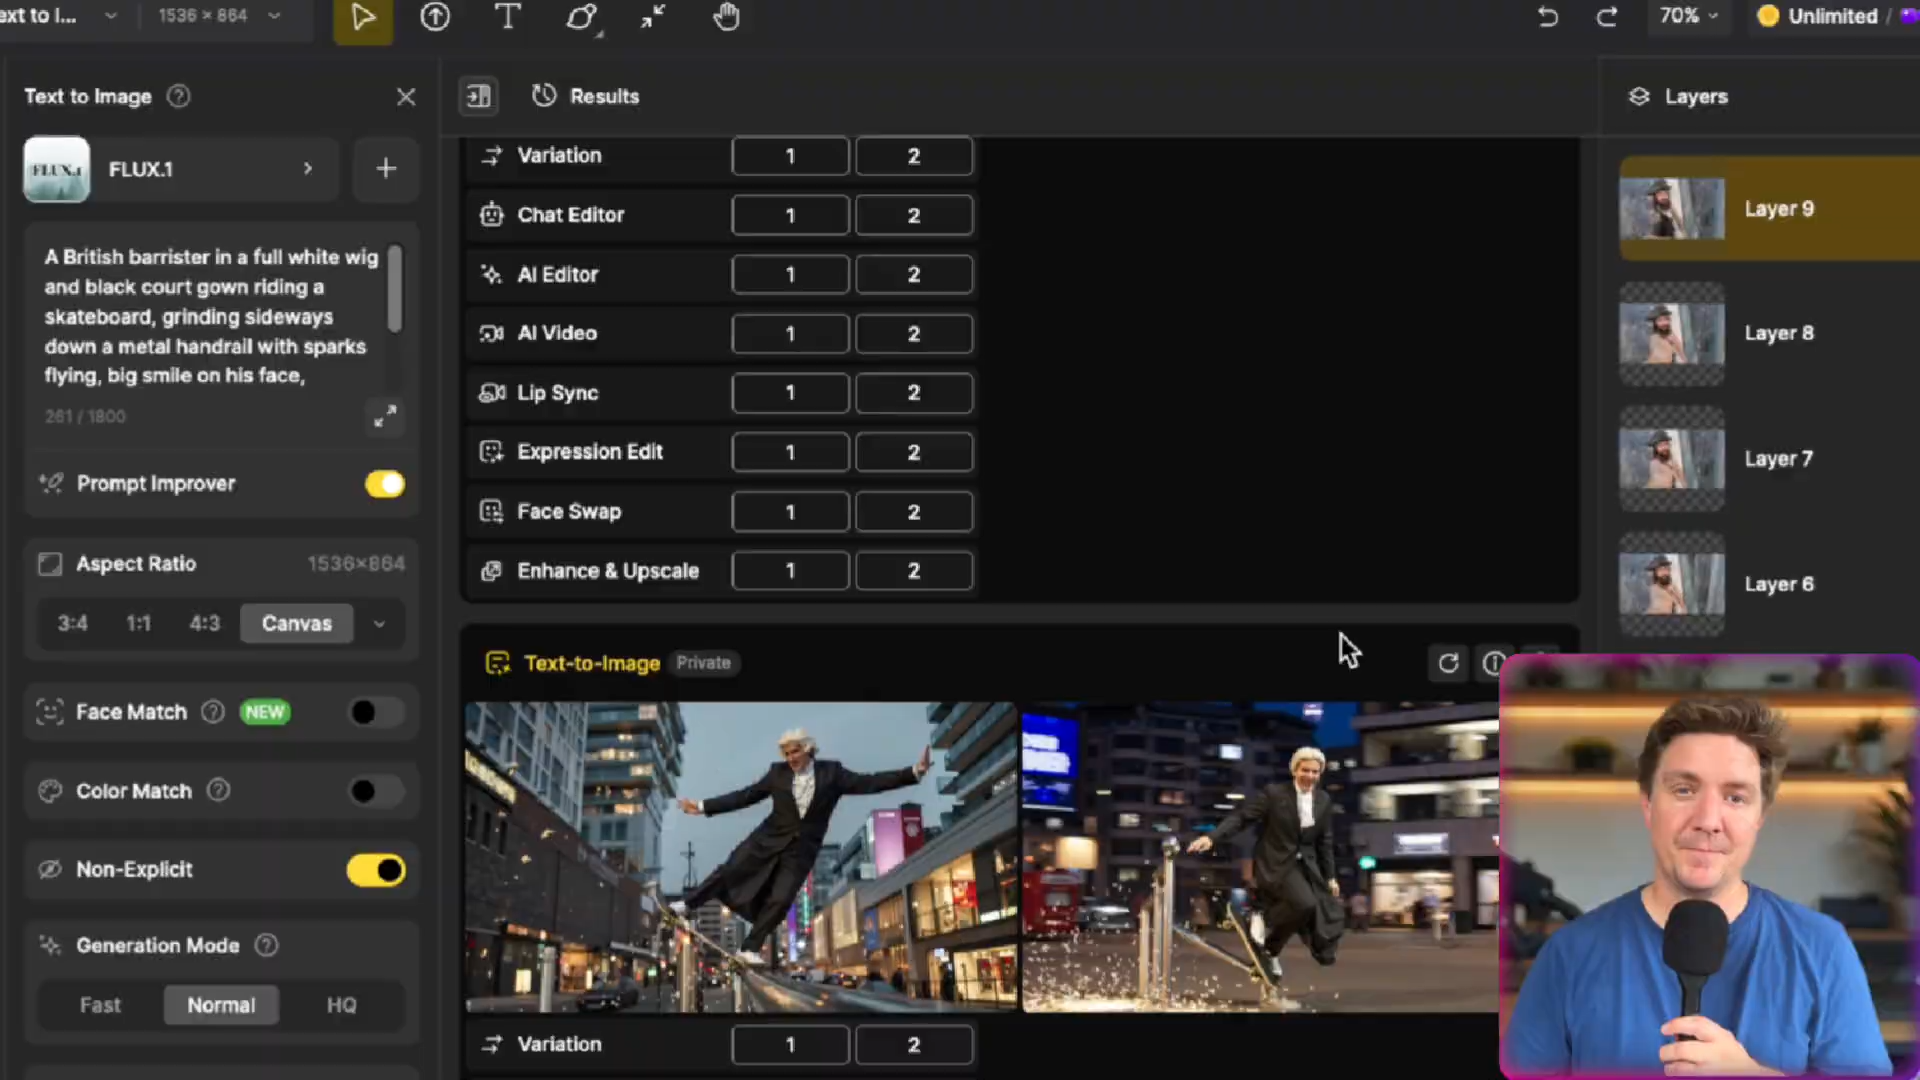 ext to I...
1536 × 864
70%
Unlimited
Text to Image
Results
Layers
FLUX.1
FLUX.1
A British barrister in a full white wig
and black court gown riding a
skateboard, grinding sideways
down a metal handrail with sparks
flying, big smile on his face,
261 / 1800
Prompt Improver
Aspect Ratio
1536×864
3:4
1:1
4:3
Canvas
Face Match
NEW
Color Match
Non-Explicit
Generation Mode
Fast
Normal
HQ
Variation
1
2
Chat Editor
1
2
AI Editor
1
2
AI Video
1
2
Lip Sync
1
2
Expression Edit
1
2
Face Swap
1
2
Enhance & Upscale
1
2
Text-to-Image
Private
Variation
1
2
Layer 9
Layer 8
Layer 7
Layer 6